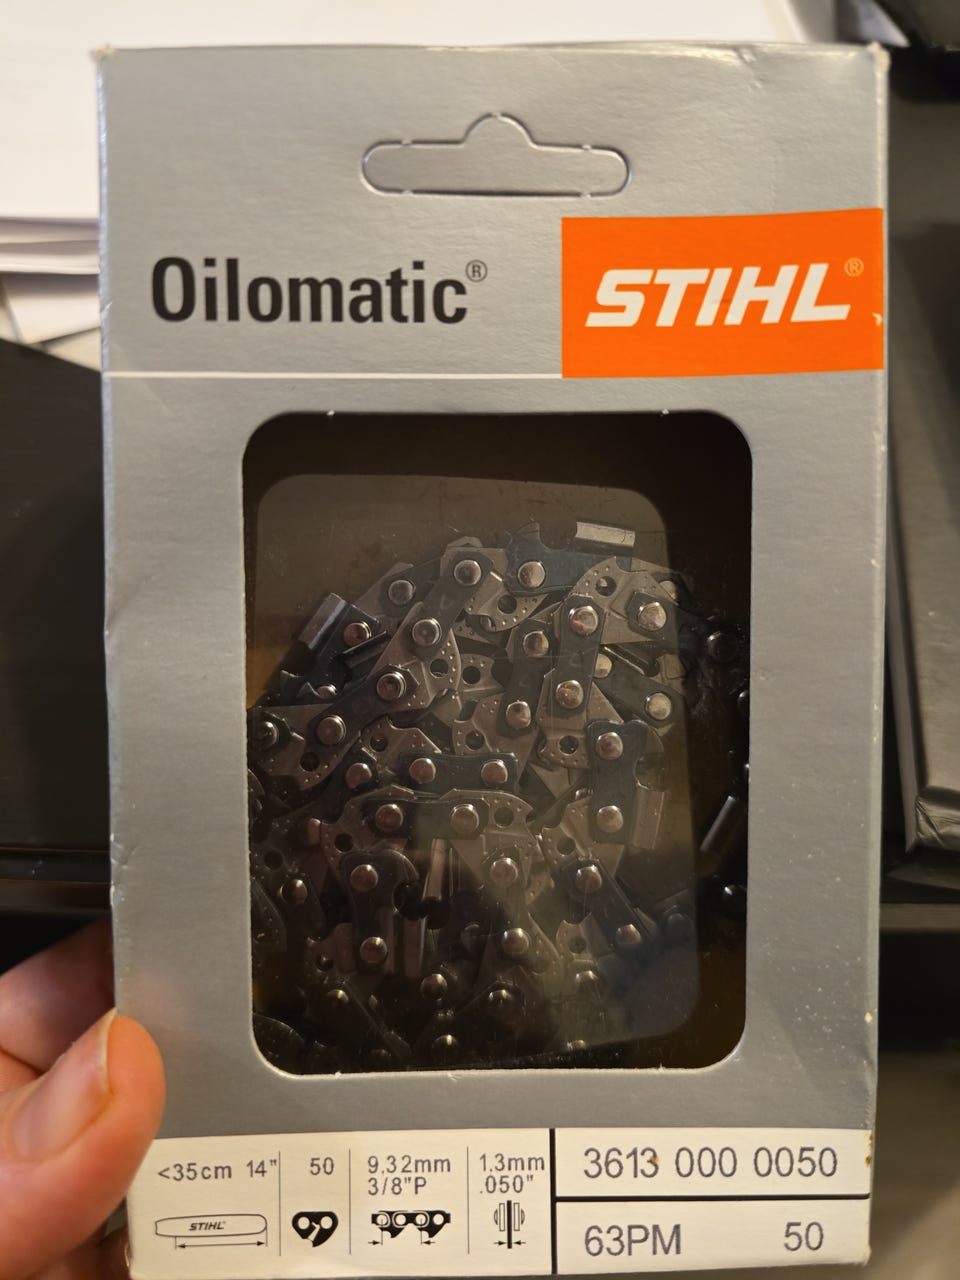 Oilomatic®
STIHL®
<35cm 14"
50
9,32mm
3/8"P
1,3mm
.050"
STIHL®
3613 000 0050
63PM 50